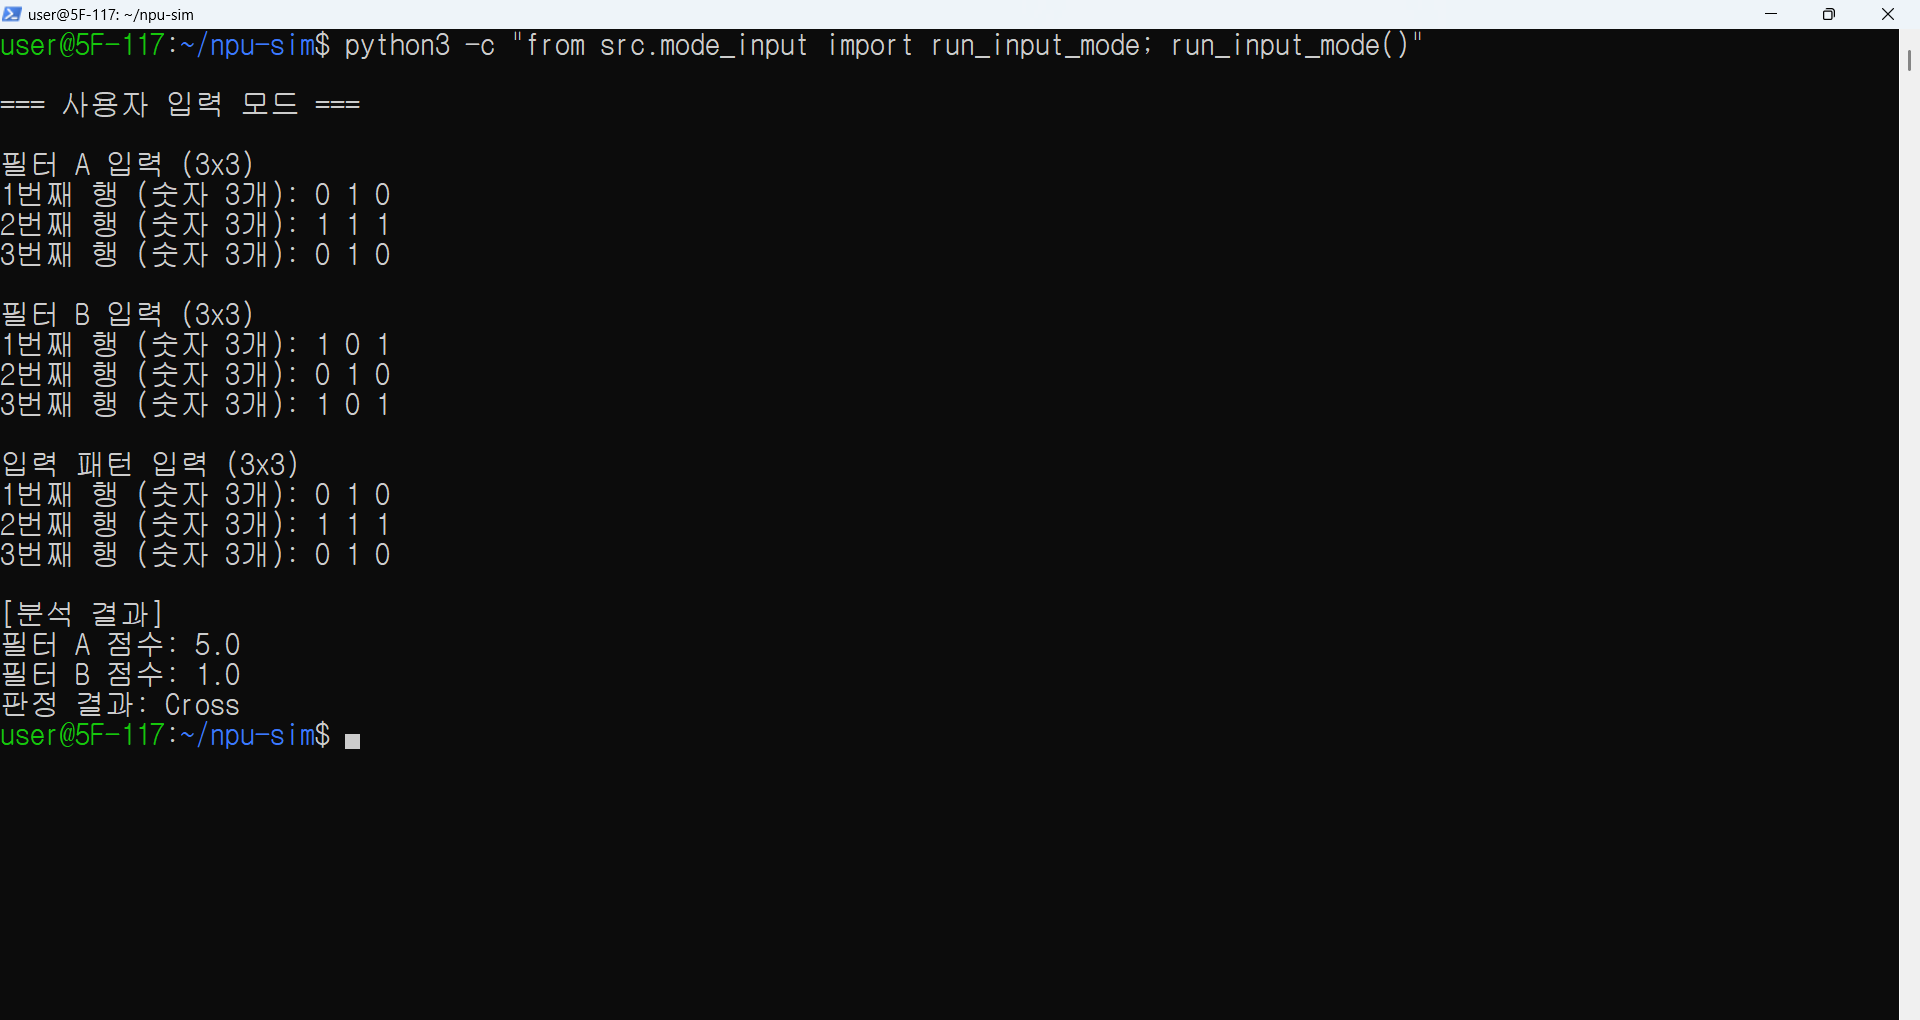 user@5F-117: ~/npu-sim
user@5F-117:~/npu-sim$ python3 -c "from src.mode_input import run_input_mode; run_input_mode()"
=== 사용자 입력 모드 ===
필터 A 입력 (3x3)
1번째 행 (숫자 3개): 0 1 0
2번째 행 (숫자 3개): 1 1 1
3번째 행 (숫자 3개): 0 1 0
필터 B 입력 (3x3)
1번째 행 (숫자 3개): 1 0 1
2번째 행 (숫자 3개): 0 1 0
3번째 행 (숫자 3개): 1 0 1
입력 패턴 입력 (3x3)
1번째 행 (숫자 3개): 0 1 0
2번째 행 (숫자 3개): 1 1 1
3번째 행 (숫자 3개): 0 1 0
[분석 결과]
필터 A 점수: 5.0
필터 B 점수: 1.0
판정 결과: Cross
user@5F-117:~/npu-sim$